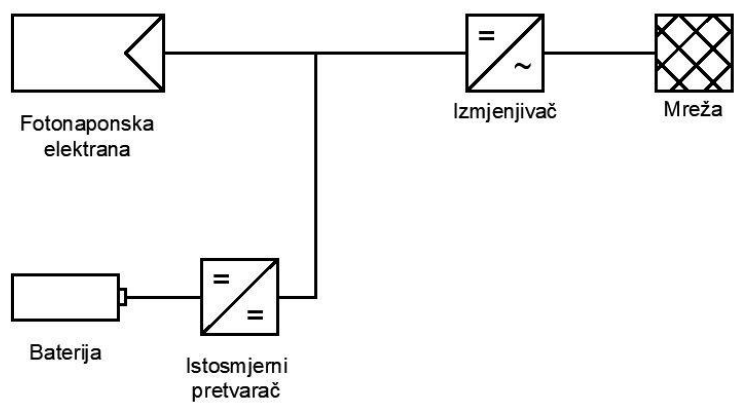 =
~
Izmjenjivač
Mreža
Fotonaponska
elektrana
=
=
Baterija
Istosmjerni
pretvarač